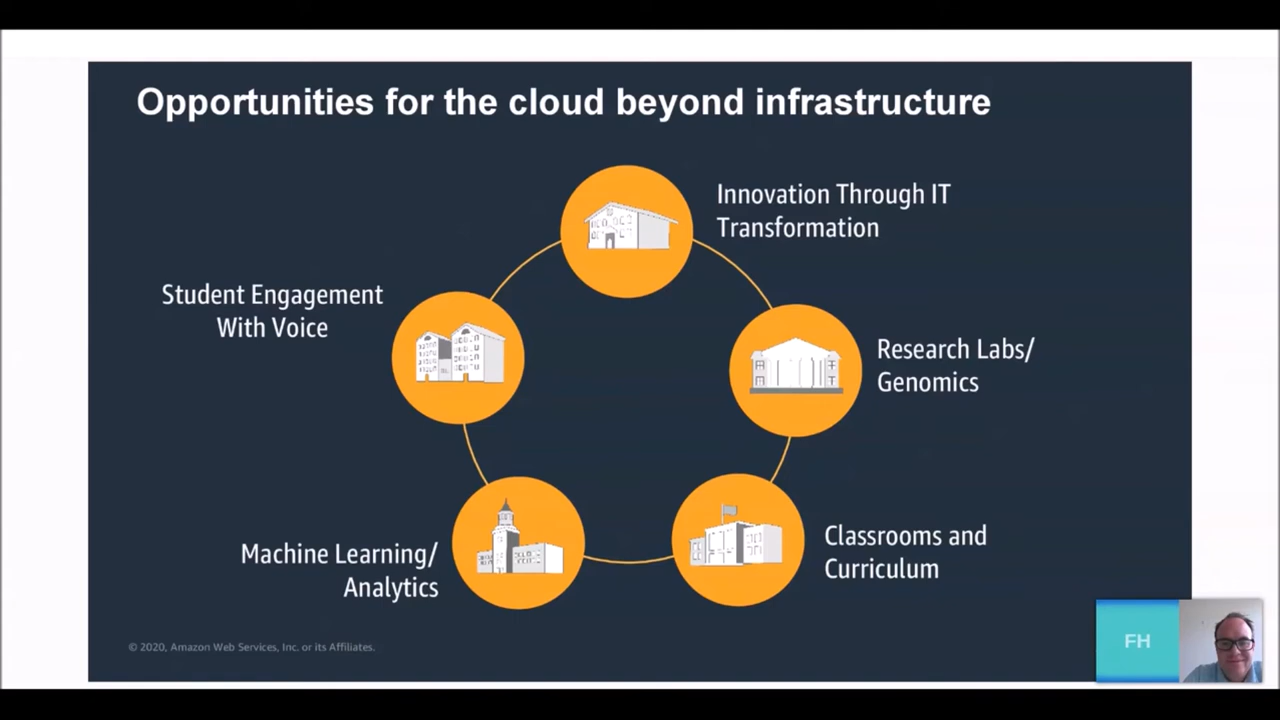 Opportunities for the cloud beyond infrastructure
Innovation Through IT
Transformation
Student Engagement
With Voice
Research Labs/
Genomics
Classrooms and
Curriculum
Machine Learning/
Analytics
© 2020, Amazon Web Services, Inc. or its Affiliates.
FH